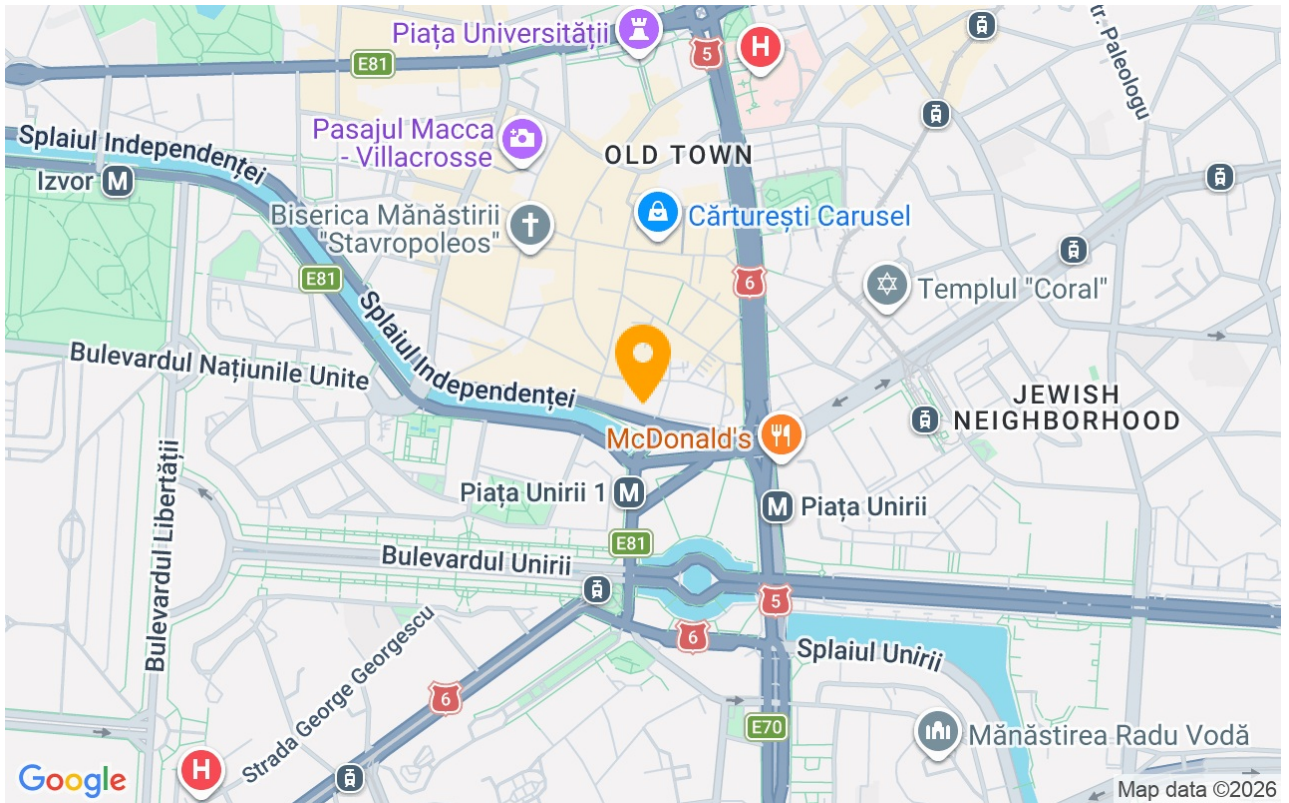 Piața Universității
5
H
tr. Paleologu
E81
Splaiul Independenței
Pasajul Macca
- Villacrosse
OLD TOWN
Izvor M
Biserica Mănăstirii
"Stavropoleos"
Cărturești Carusel
E81
6
Templul "Coral"
Splaiul Independenței
Bulevardul Națiunile Unite
JEWISH
NEIGHBORHOOD
McDonald's
Piața Unirii 1 M
M Piața Unirii
Bulevardul Libertății
E81
Bulevardul Unirii
5
6
Splaiul Unirii
Strada George Georgescu
6
E70
Mănăstirea Radu Vodă
H
Google
Map data ©2026